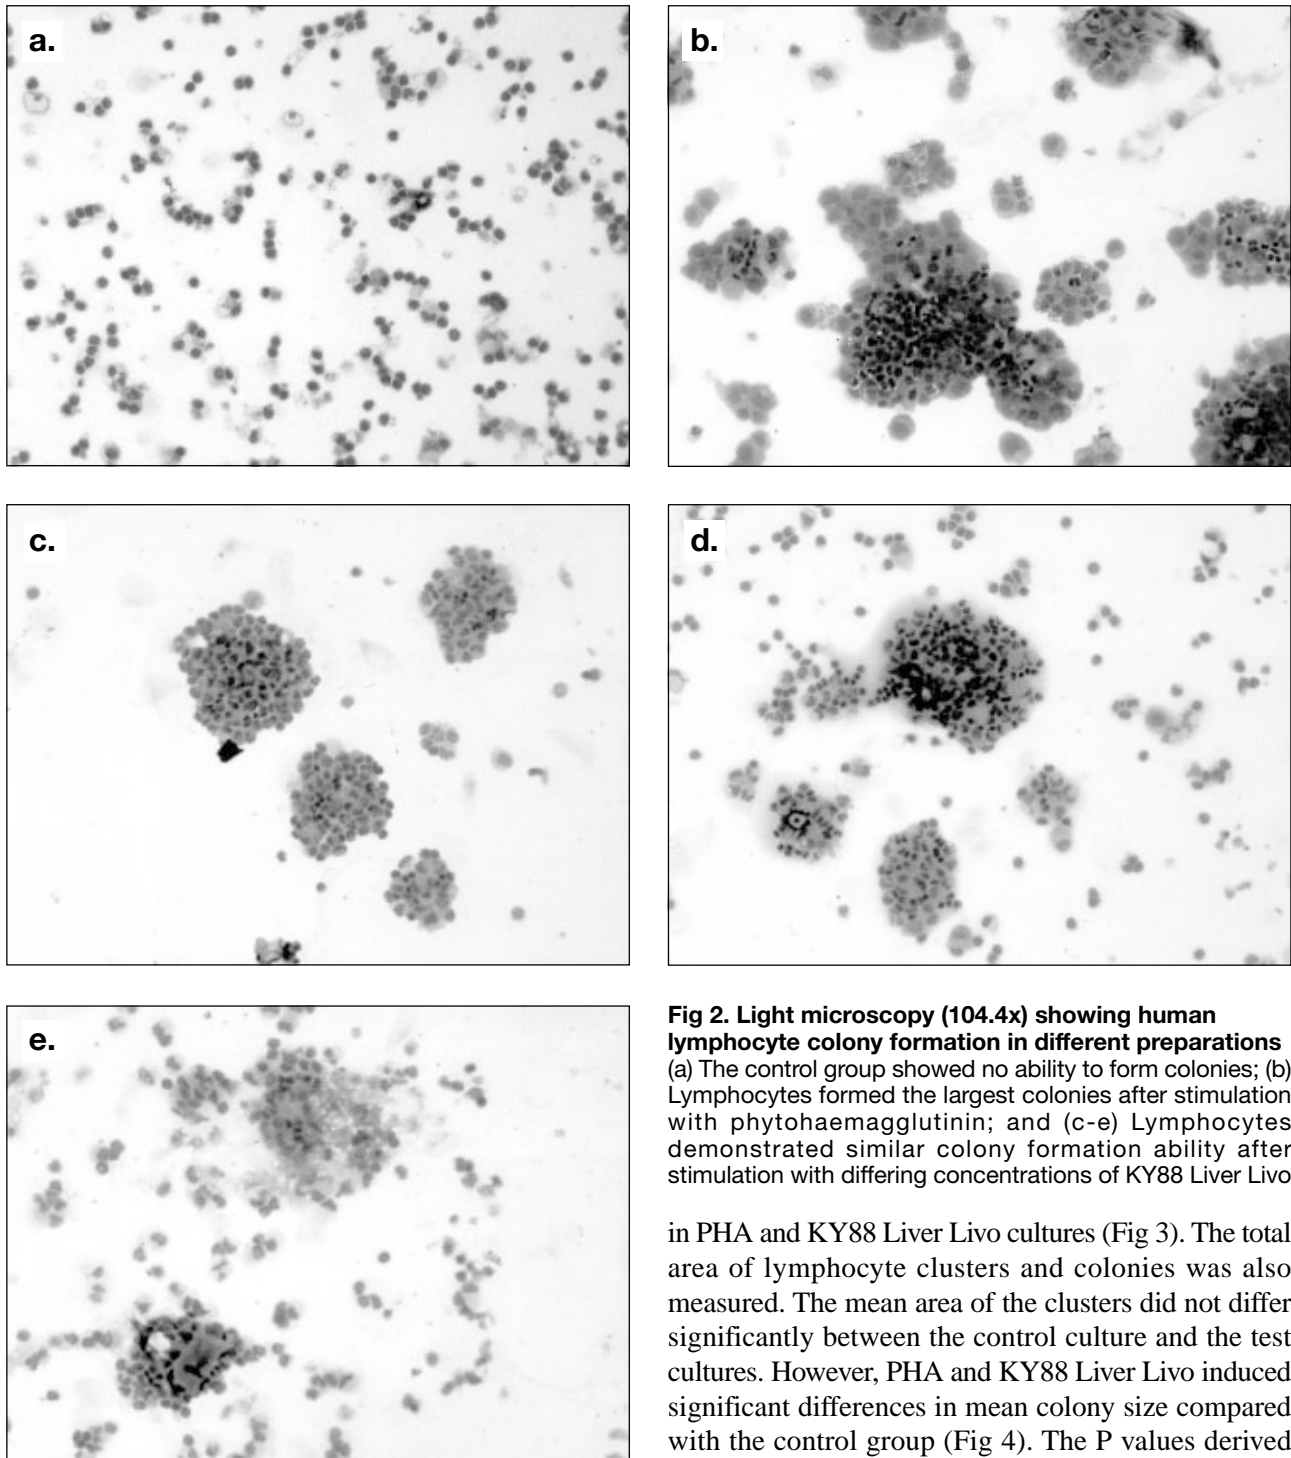 a.
b.
c.
d.
e.
Fig 2. Light microscopy (104.4x) showing human
lymphocyte colony formation in different preparations
(a) The control group showed no ability to form colonies; (b)
Lymphocytes formed the largest colonies after stimulation
with phytohaemagglutinin; and (c-e) Lymphocytes
demonstrated similar colony formation ability after
stimulation with differing concentrations of KY88 Liver Livo
in PHA and KY88 Liver Livo cultures (Fig 3). The total
area of lymphocyte clusters and colonies was also
measured. The mean area of the clusters did not differ
significantly between the control culture and the test
cultures. However, PHA and KY88 Liver Livo induced
significant differences in mean colony size compared
with the control group (Fig 4). The P values derived